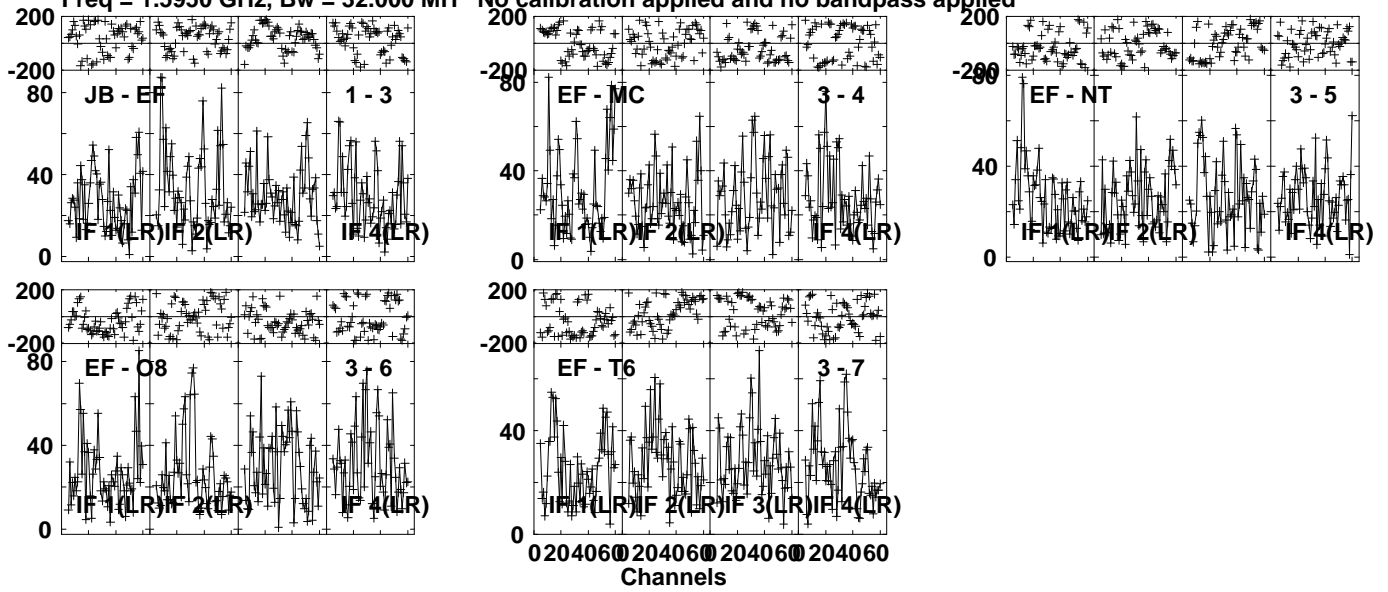 Freq = 1.5950 GHz, Bw = 32.000 MH No calibration applied and no bandpass applied
200
-200
80
40
0
JB - EF
1 - 3
IF 1(LR) IF 2(LR) IF 4(LR)
200
-200
80
40
0
EF - MC
3 - 4
IF 1(LR) IF 2(LR) IF 4(LR)
200
-200
80
40
0
EF - NT
3 - 5
IF 1(LR) IF 2(LR) IF 4(LR)
200
-200
80
40
0
EF - O8
3 - 6
IF 1(LR) IF 2(LR) IF 4(LR)
200
-200
40
0
EF - T6
3 - 7
IF 1(LR) IF 2(LR) IF 3(LR) IF 4(LR)
0 20 40 60 0 20 40 60 0 20 40 60 0 20 40 60
Channels